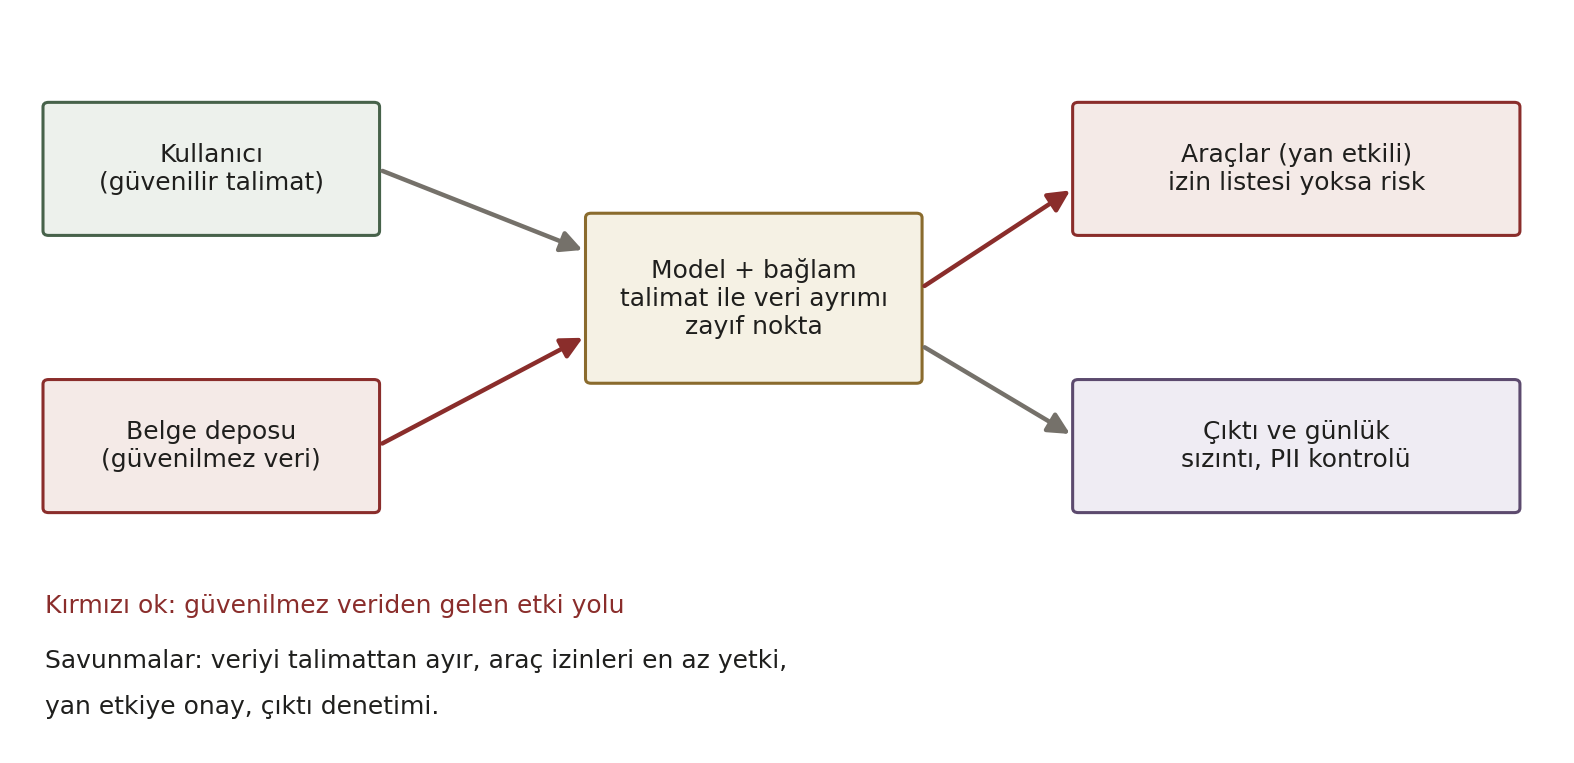 Kullanıcı
(güvenilir talimat)
Araçlar (yan etkili)
izin listesi yoksa risk
Model + bağlam
talimat ile veri ayrımı
zayıf nokta
Belge deposu
(güvenilmez veri)
Çıktı ve günlük
sızıntı, PII kontrolü
Kırmızı ok: güvenilmez veriden gelen etki yolu
Savunmalar: veriyi talimattan ayır, araç izinleri en az yetki,
yan etkiye onay, çıktı denetimi.